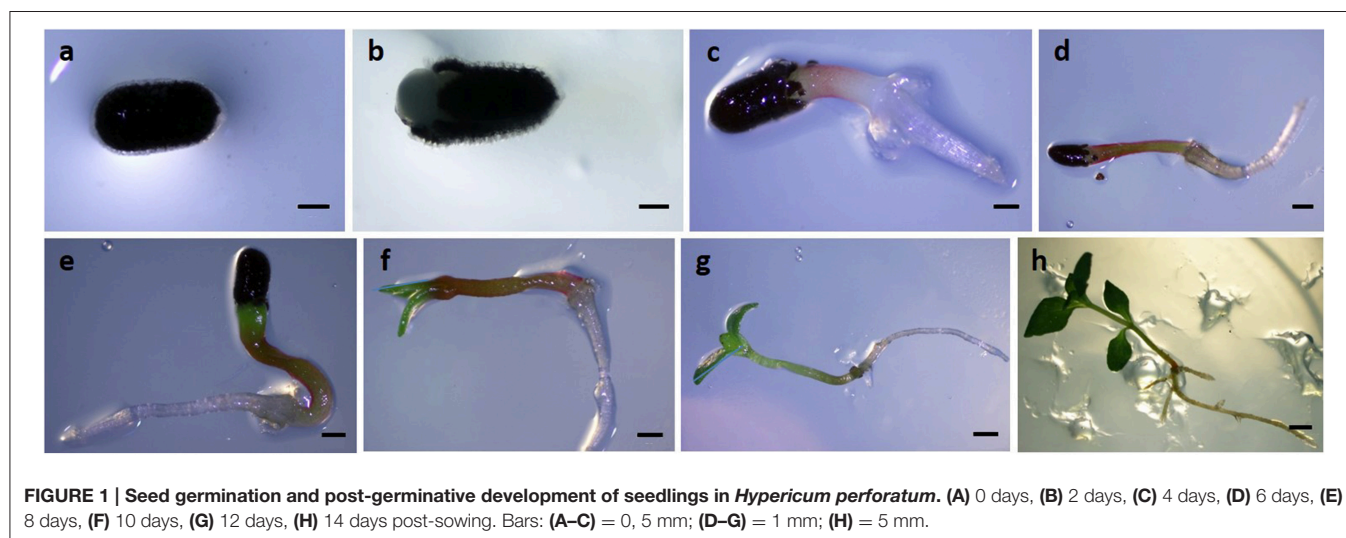 a
b
c
d
e
f
g
h
FIGURE 1 | Seed germination and post-germinative development of seedlings in Hypericum perforatum. (A) 0 days, (B) 2 days, (C) 4 days, (D) 6 days, (E)
8 days, (F) 10 days, (G) 12 days, (H) 14 days post-sowing. Bars: (A–C) = 0, 5 mm; (D–G) = 1 mm; (H) = 5 mm.